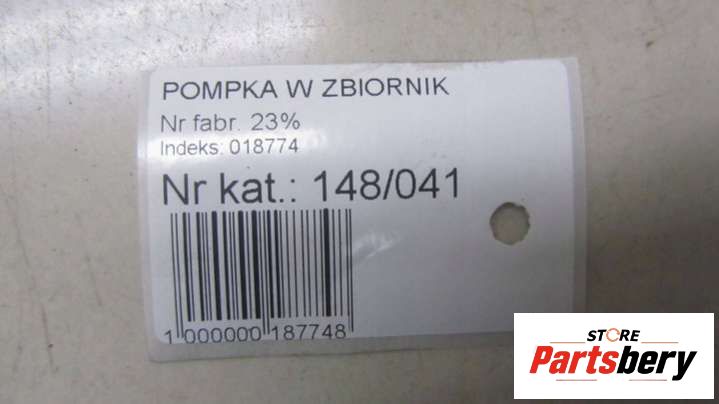 POMPKA W ZBIORNIK
Nr fabr. 23%
Indeks: 018774
Nr kat.: 148/041
1 000000 187748
STORE
Partsbery